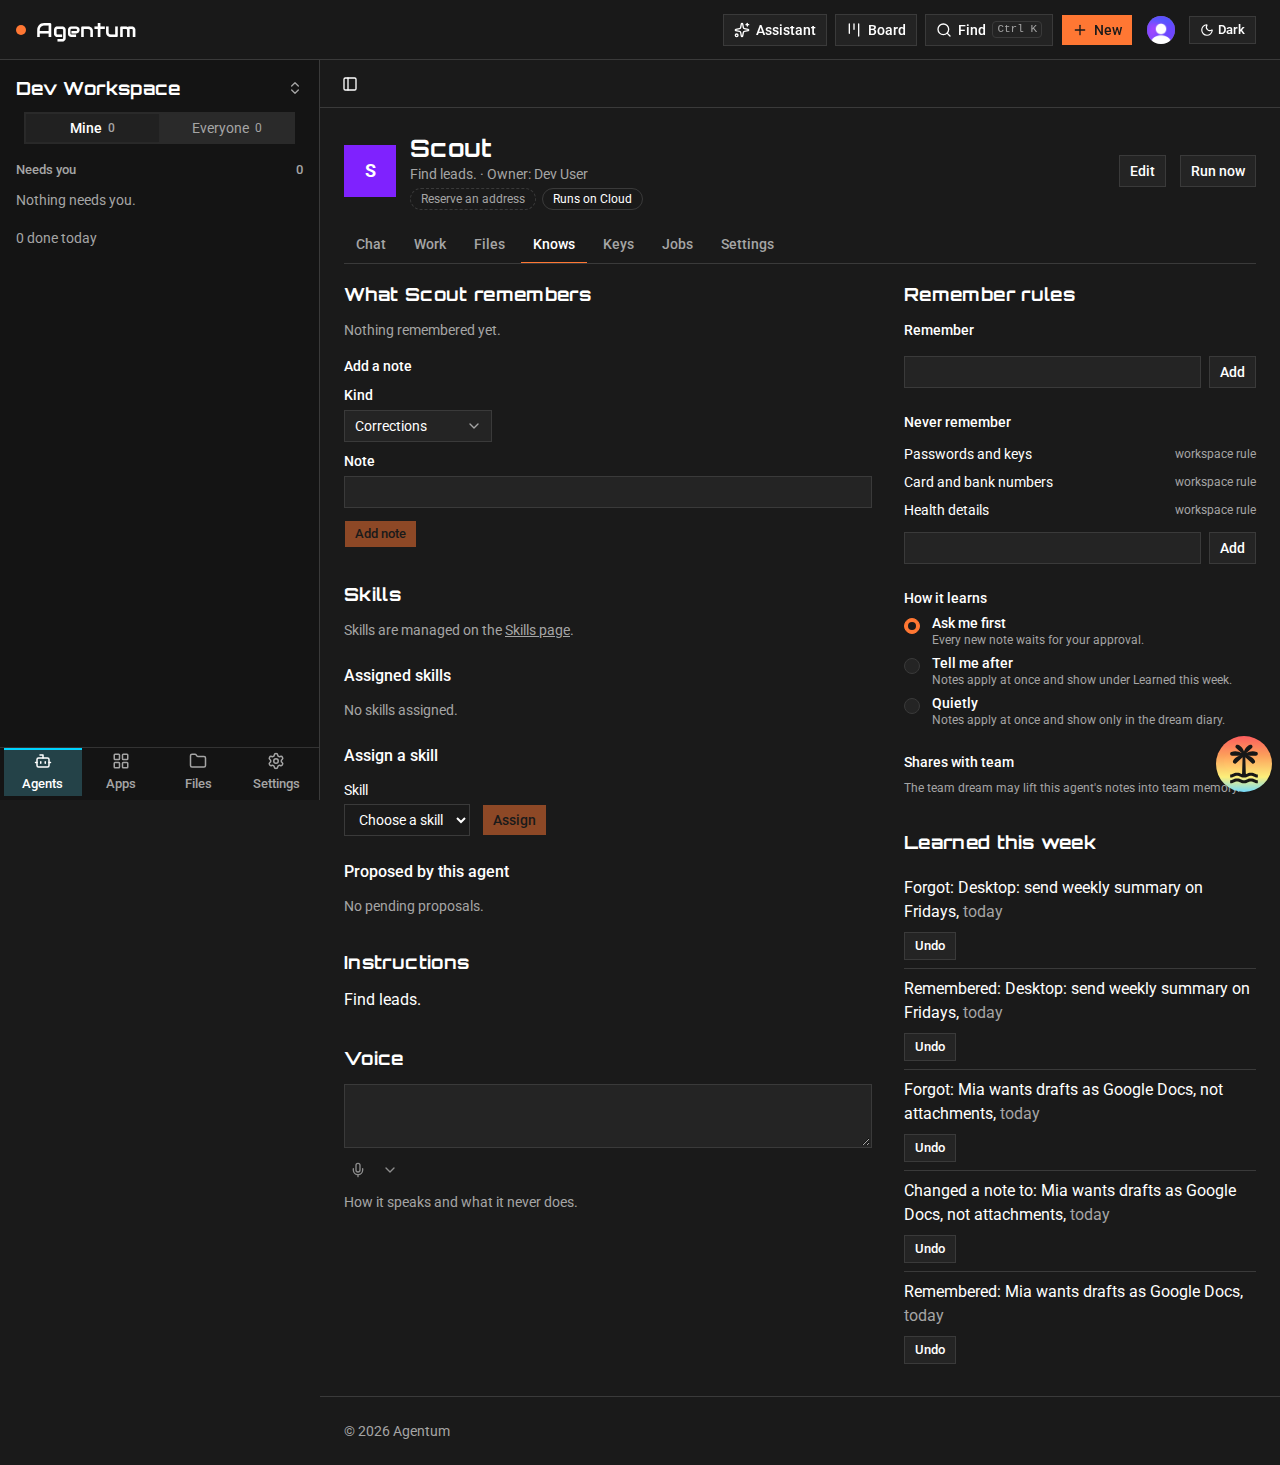 Agentum
Assistant
Board
Find Ctrl K
New
Dark
Dev Workspace
Mine 0
Everyone 0
Needs you 0
Nothing needs you.
0 done today
Agents
Apps
Files
Settings
Scout
Find leads. · Owner: Dev User
Reserve an address
Runs on Cloud
Edit
Run now
Chat
Work
Files
Knows
Keys
Jobs
Settings
What Scout remembers
Nothing remembered yet.
Add a note
Kind
Corrections
Note
Add note
Skills
Skills are managed on the Skills page.
Assigned skills
No skills assigned.
Assign a skill
Skill
Choose a skill
Assign
Proposed by this agent
No pending proposals.
Instructions
Find leads.
Voice
How it speaks and what it never does.
Remember rules
Remember
Add
Never remember
Passwords and keys workspace rule
Card and bank numbers workspace rule
Health details workspace rule
Add
How it learns
Ask me first
Every new note waits for your approval.
Tell me after
Notes apply at once and show under Learned this week.
Quietly
Notes apply at once and show only in the dream diary.
Shares with team
The team dream may lift this agent's notes into team memory.
Learned this week
Forgot: Desktop: send weekly summary on
Fridays, today
Undo
Remembered: Desktop: send weekly summary on
Fridays, today
Undo
Forgot: Mia wants drafts as Google Docs, not
attachments, today
Undo
Changed a note to: Mia wants drafts as Google
Docs, not attachments, today
Undo
Remembered: Mia wants drafts as Google Docs,
today
Undo
© 2026 Agentum